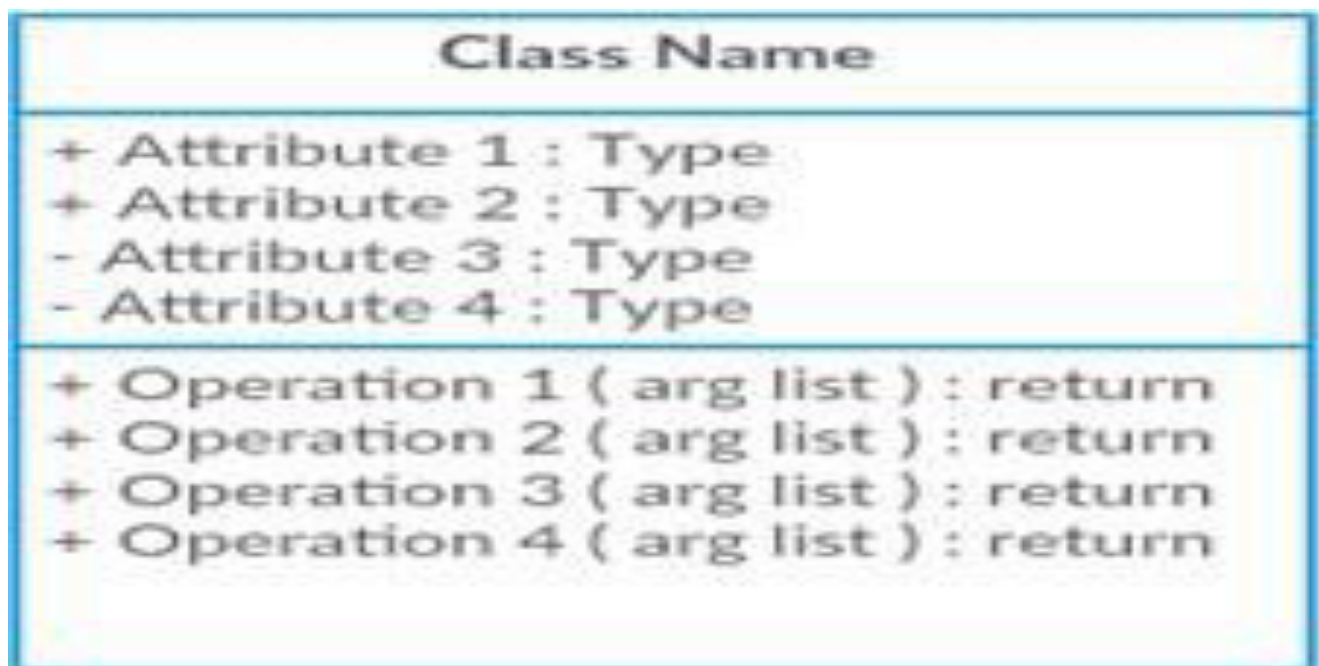 Class Name
+ Attribute 1 : Type
+ Attribute 2 : Type
- Attribute 3 : Type
- Attribute 4 : Type
+ Operation 1 ( arg list ) : return
+ Operation 2 ( arg list ) : return
+ Operation 3 ( arg list ) : return
+ Operation 4 ( arg list ) : return